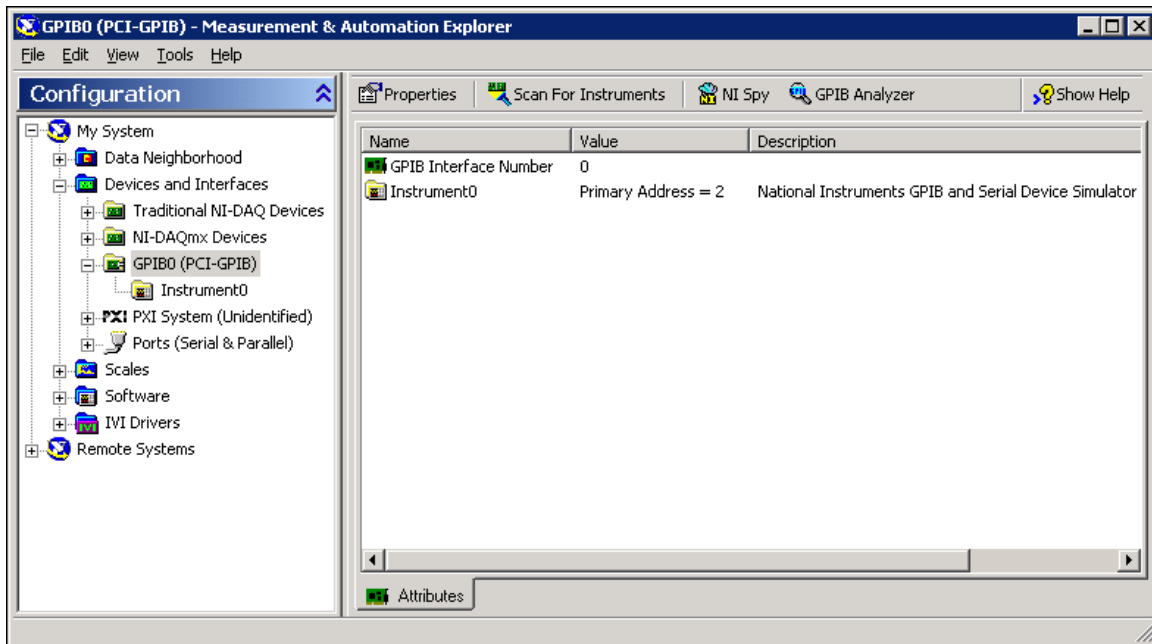 GPIB0 (PCI-GPIB) - Measurement & Automation Explorer
File Edit View Tools Help
Configuration
My System
Data Neighborhood
Devices and Interfaces
Traditional NI-DAQ Devices
NI-DAQmx Devices
GPIB0 (PCI-GPIB)
Instrument0
PXI PXI System (Unidentified)
Ports (Serial & Parallel)
Scales
Software
IVI IVI Drivers
Remote Systems
Properties Scan For Instruments NI NI Spy GPIB Analyzer Show Help
Name Value Description
GPIB Interface Number 0
Instrument0 Primary Address = 2 National Instruments GPIB and Serial Device Simulator
Attributes